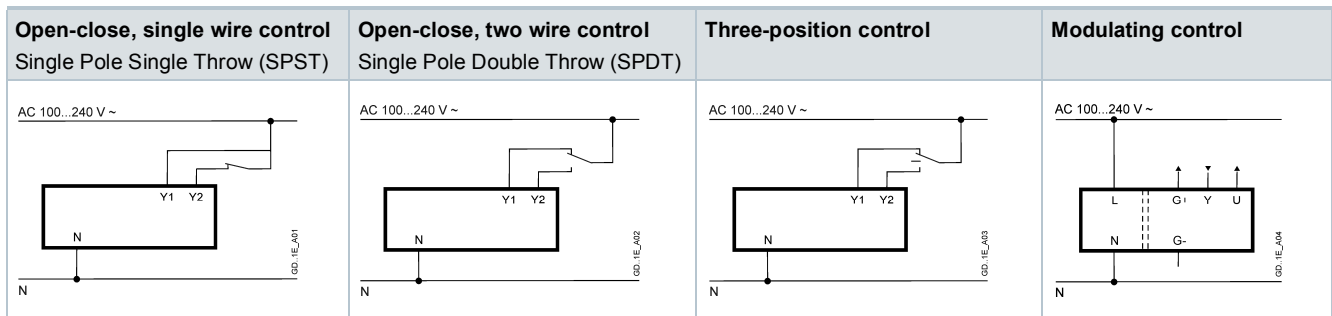 Open-close, single wire control
Single Pole Single Throw (SPST)
Open-close, two wire control
Single Pole Double Throw (SPDT)
Three-position control
Modulating control
AC 100...240 V ~
Y1 Y2
N
N
GD..1E_A01
AC 100...240 V ~
Y1 Y2
N
N
GD..1E_A02
AC 100...240 V ~
Y1 Y2
N
N
GD..1E_A03
AC 100...240 V ~
L G+ Y U
N G-
N
GD..1E_A04